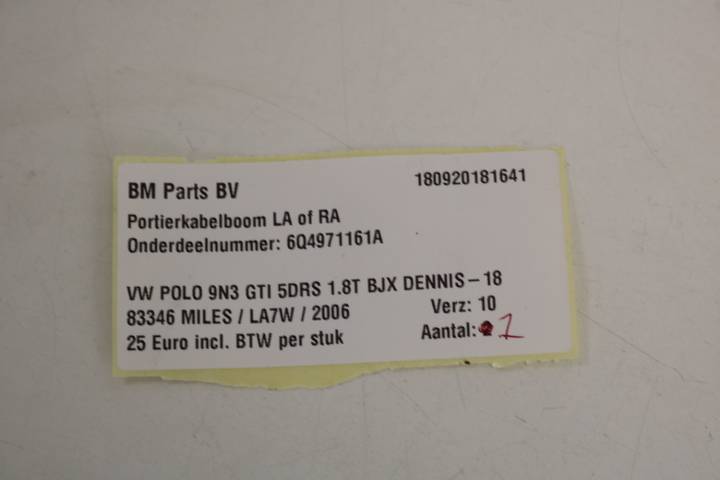 BM Parts BV 180920181641
Portierkabelboom LA of RA
Onderdeelnummer: 6Q4971161A
VW POLO 9N3 GTI 5DRS 1.8T BJX DENNIS – 18
83346 MILES / LA7W / 2006 Verz: 10
25 Euro incl. BTW per stuk Aantal: 1